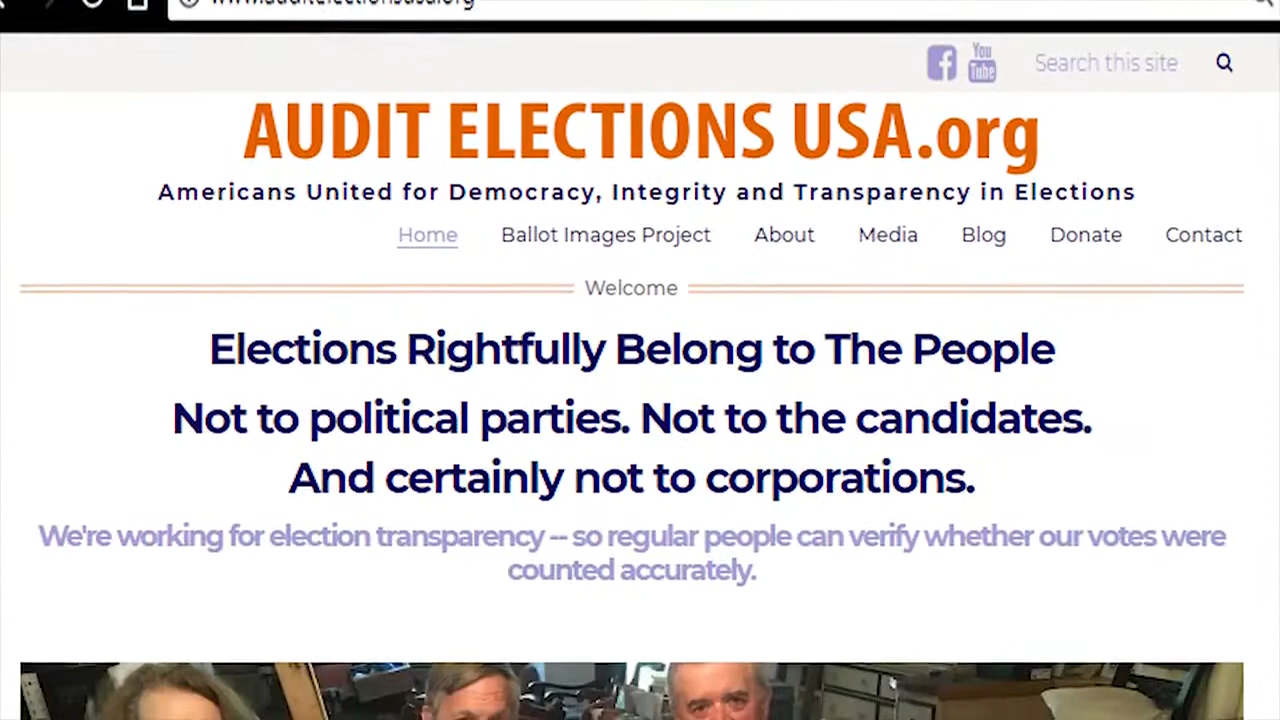 You
Tube
Search this site
AUDIT ELECTIONS USA.org
Americans United for Democracy, Integrity and Transparency in Elections
Home Ballot Images Project About Media Blog Donate Contact
Welcome
Elections Rightfully Belong to The People
Not to political parties. Not to the candidates.
And certainly not to corporations.
We're working for election transparency -- so regular people can verify whether our votes were
counted accurately.